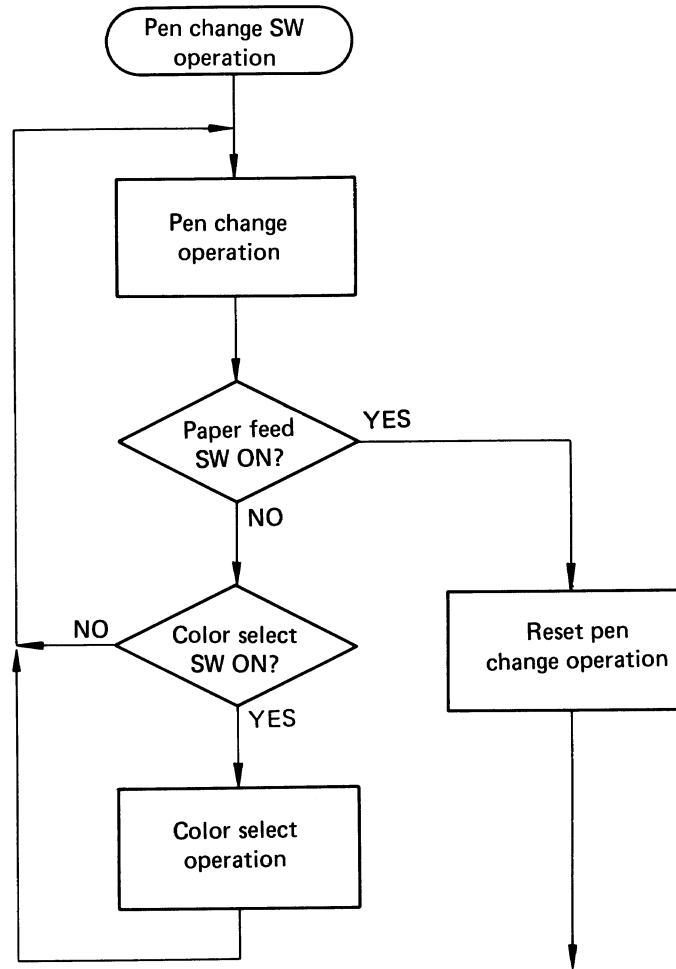 Pen change SW
operation
Pen change
operation
Paper feed
SW ON?
YES
NO
Color select
SW ON?
NO
YES
Reset pen
change operation
Color select
operation